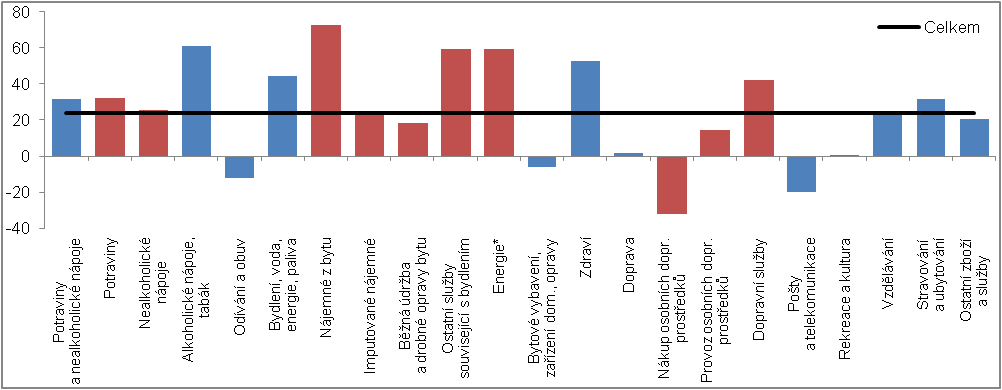 80
60
40
20
0
-20
-40
Celkem
Potraviny
a nealkoholické nápoje
Potraviny
Nealkoholické
nápoje
Alkoholické nápoje,
tabák
Odívání a obuv
Bydlení, voda,
energie, paliva
Nájemné z bytu
Imputované nájemné
Běžná údržba
a drobné opravy bytu
Ostatní služby
související s bydlením
Energie*
Bytové vybavení,
zařízení dom., opravy
Zdraví
Doprava
Nákup osobních dopr.
prostředků
Provoz osobních dopr.
prostředků
Dopravní služby
Pošty
a telekomunikace
Rekreace a kultura
Vzdělávání
Stravování
a ubytování
Ostatní zboží
a služby